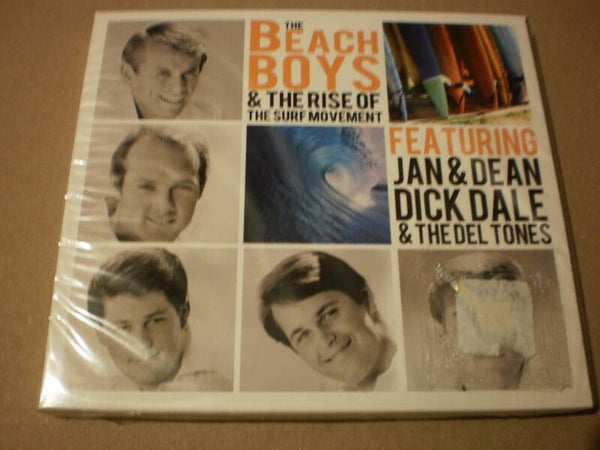 THE
BEACH
BOYS
& THE RISE OF
THE SURF MOVEMENT
FEATURING
JAN & DEAN
DICK DALE
& THE DEL TONES